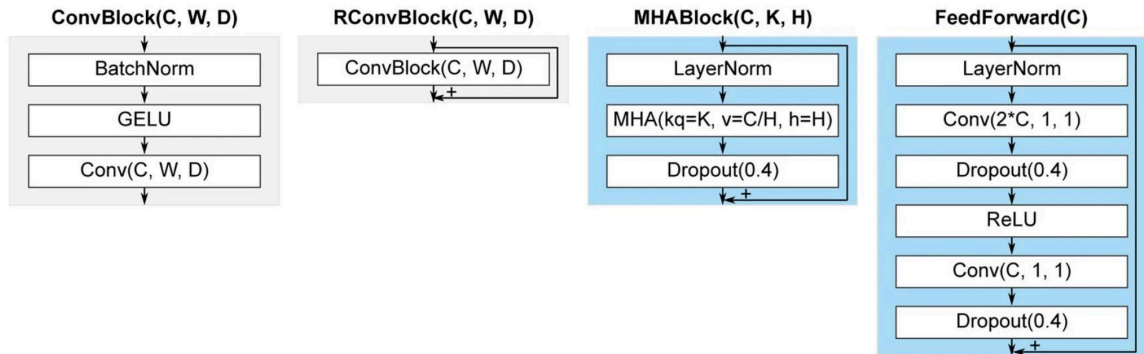 ConvBlock(C, W, D)
BatchNorm
GELU
Conv(C, W, D)
RConvBlock(C, W, D)
ConvBlock(C, W, D)
+
MHABlock(C, K, H)
LayerNorm
MHA(kq=K, v=C/H, h=H)
Dropout(0.4)
+
FeedForward(C)
LayerNorm
Conv(2*C, 1, 1)
Dropout(0.4)
ReLU
Conv(C, 1, 1)
Dropout(0.4)
+